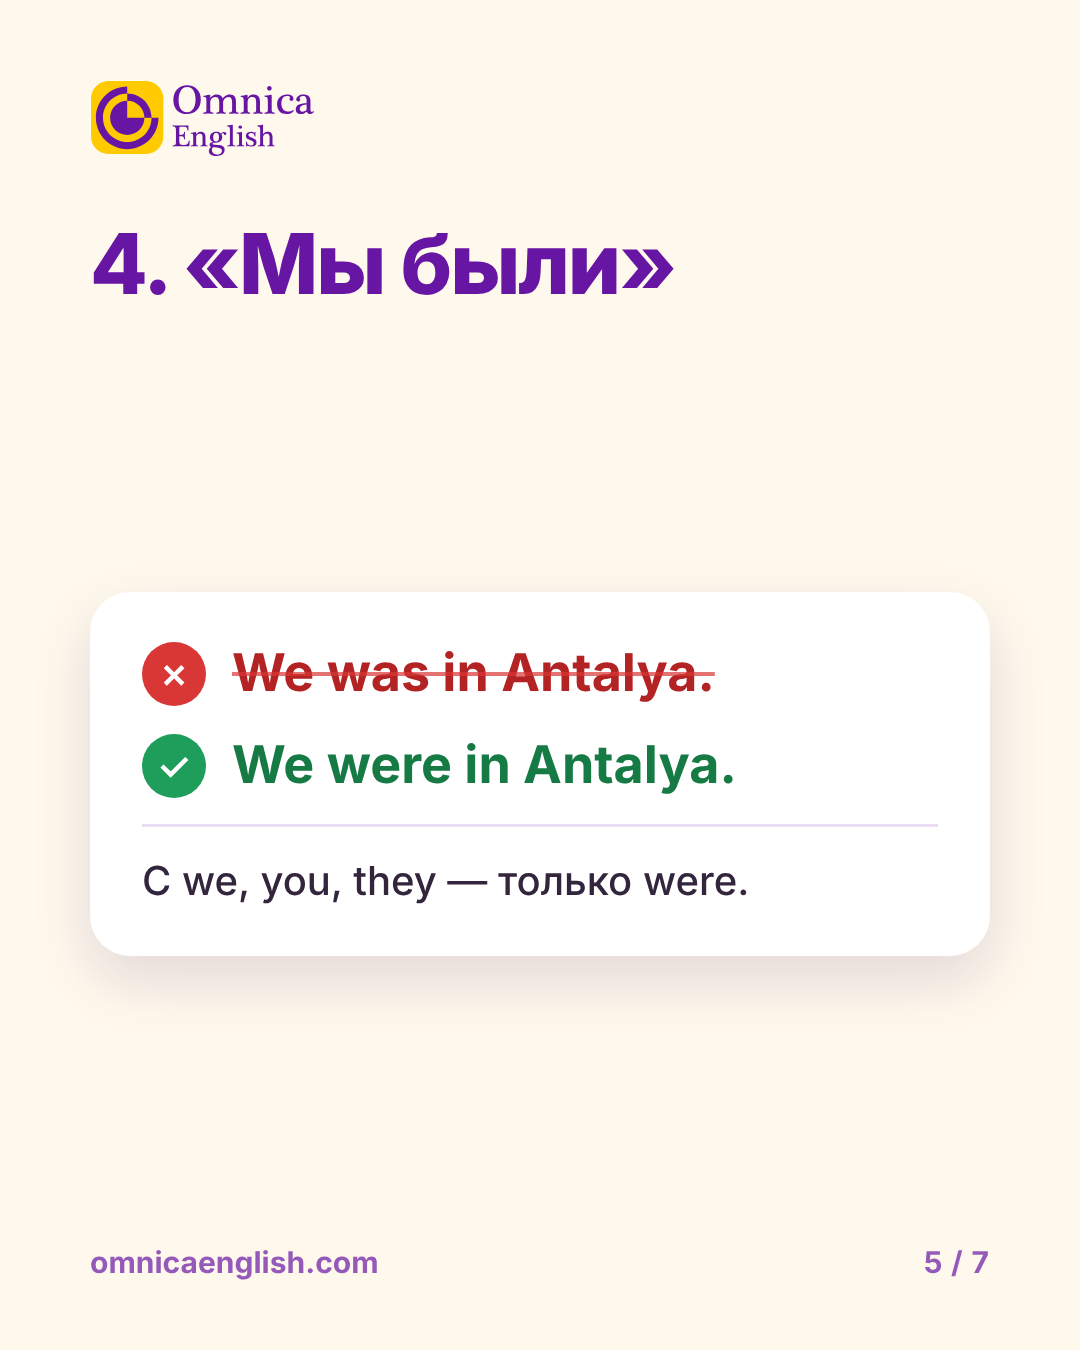 Omnica
English
4. «Мы были»
We was in Antalya.
We were in Antalya.
С we, you, they — только were.
omnicaenglish.com
5 / 7